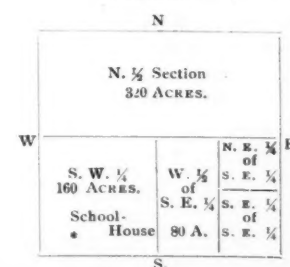 N
N. ½ Section
320 ACRES.
W
E
S. W. ¼
160 ACRES.
School-
* House
W. ½
of
S. E. ¼
80 A.
N. E. ¼
of
S. E. ¼
S. E. ¼
of
S. E. ¼
S.